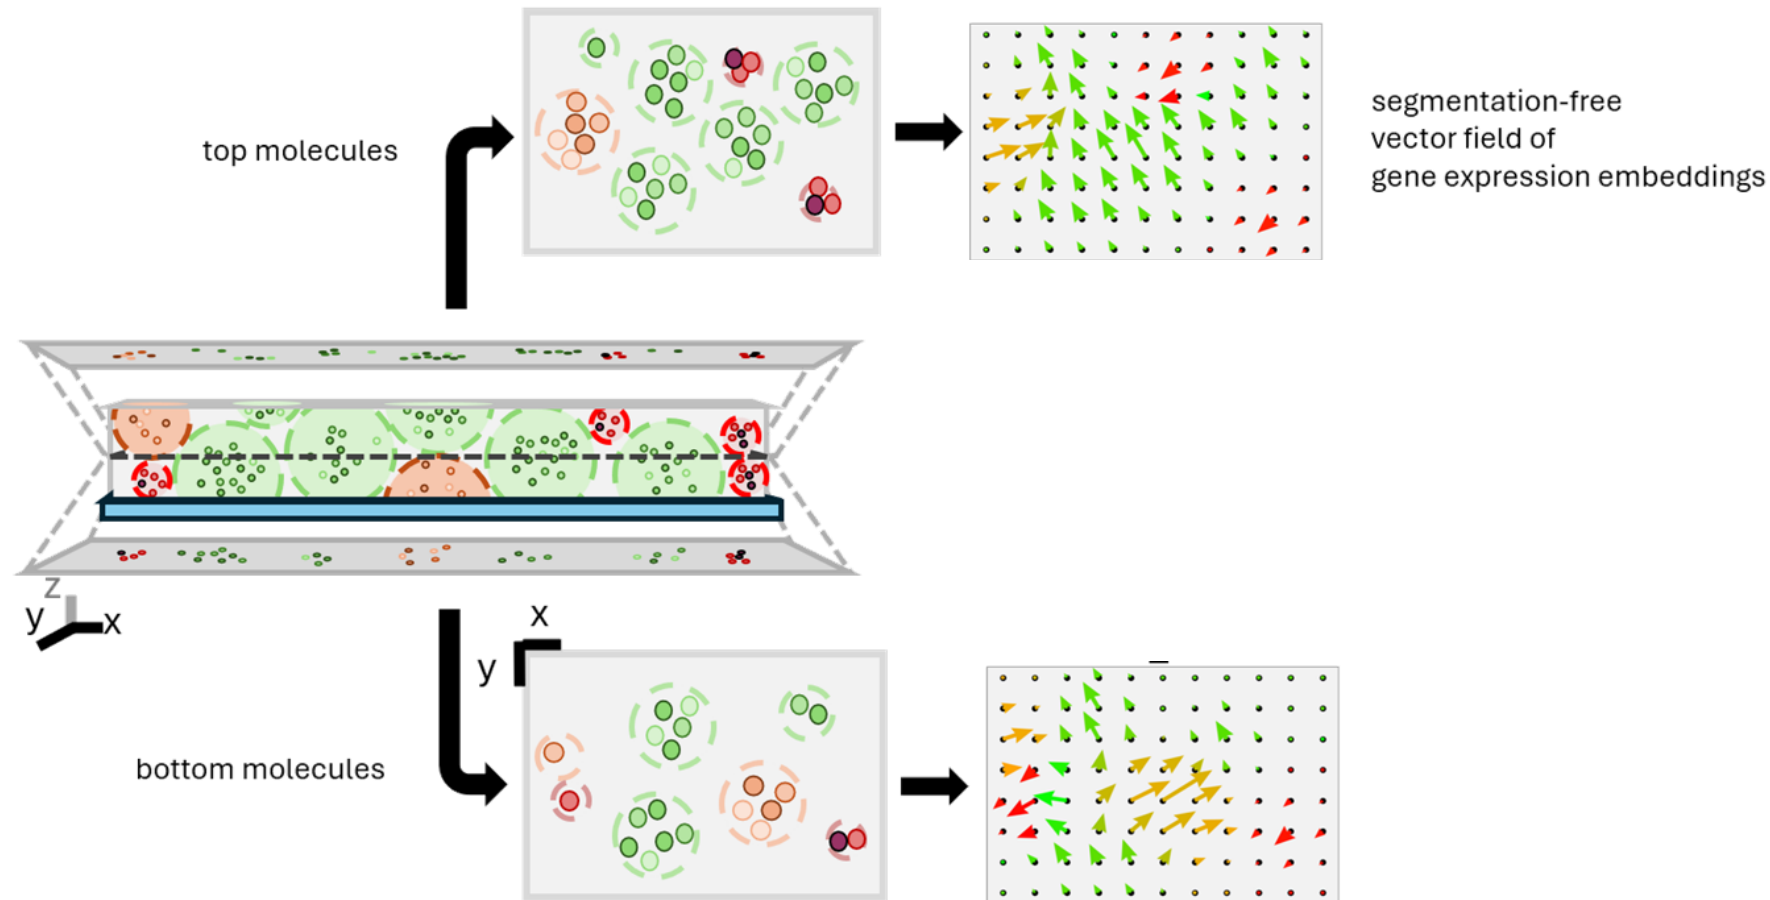 top molecules
segmentation-free
vector field of
gene expression embeddings
z
y
x
x
y
bottom molecules